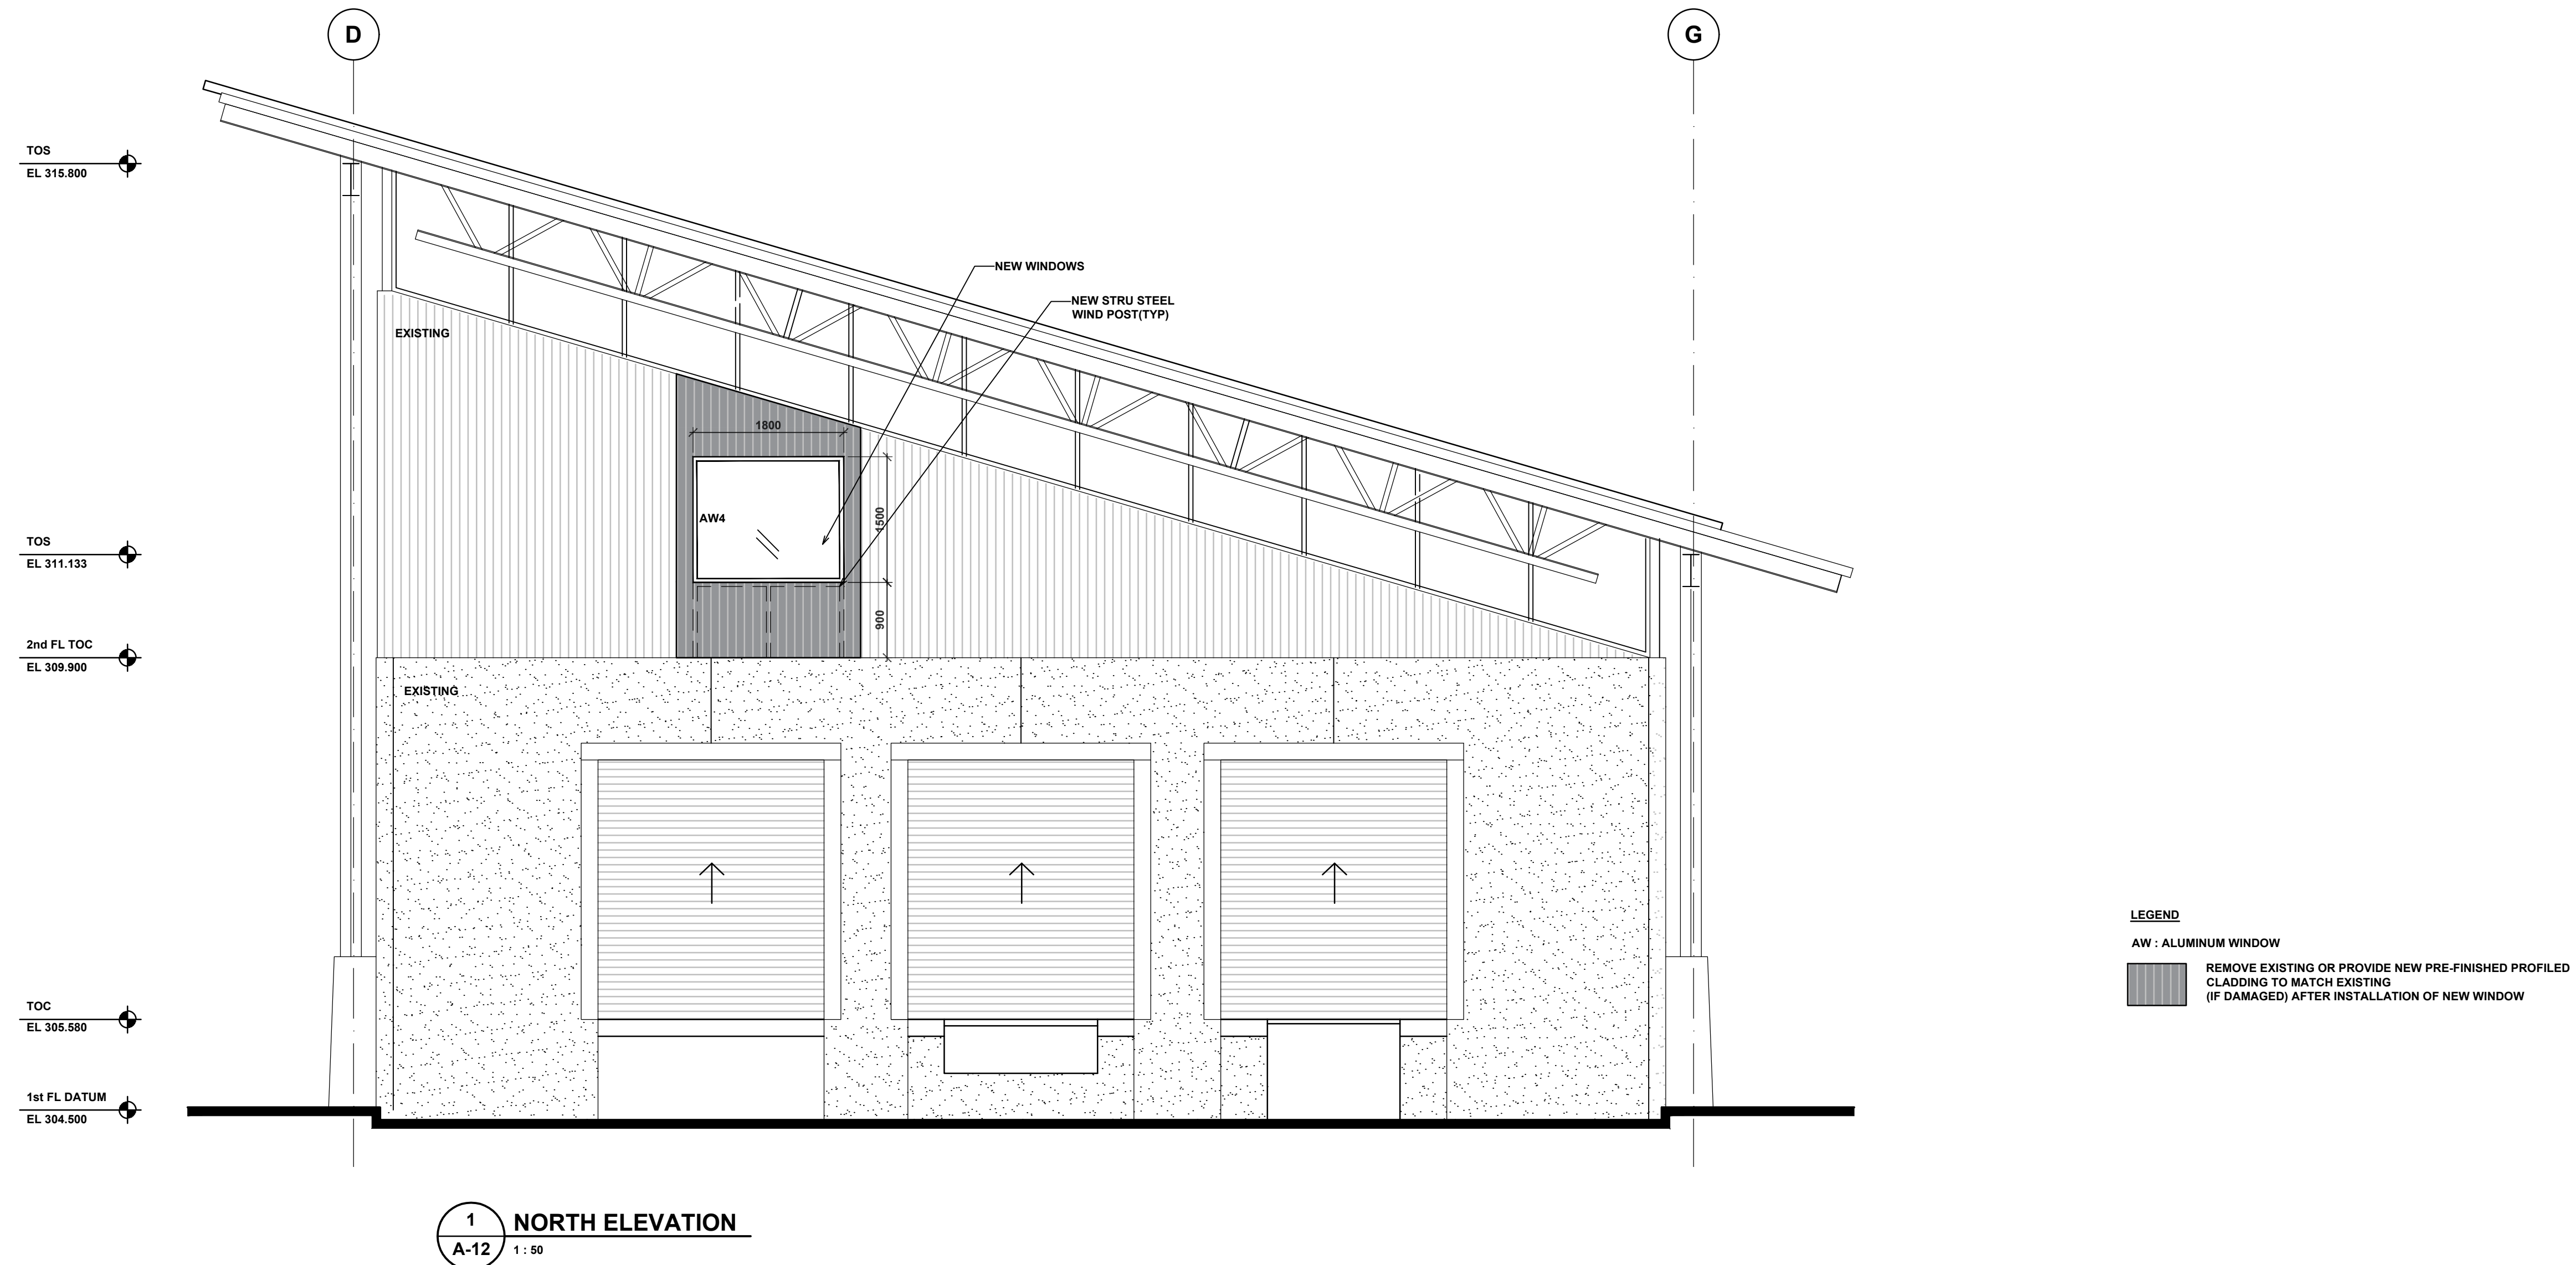 D
G
TOS
EL 315.800
NEW WINDOWS
NEW STRU STEEL
WIND POST(TYP)
EXISTING
1800
1500
AW4
TOS
EL 311.133
900
2nd FL TOC
EL 309.900
EXISTING
LEGEND
AW : ALUMINUM WINDOW
REMOVE EXISTING OR PROVIDE NEW PRE-FINISHED PROFILED
CLADDING TO MATCH EXISTING
(IF DAMAGED) AFTER INSTALLATION OF NEW WINDOW
TOC
EL 305.580
1st FL DATUM
EL 304.500
1
A-12
NORTH ELEVATION
1 : 50